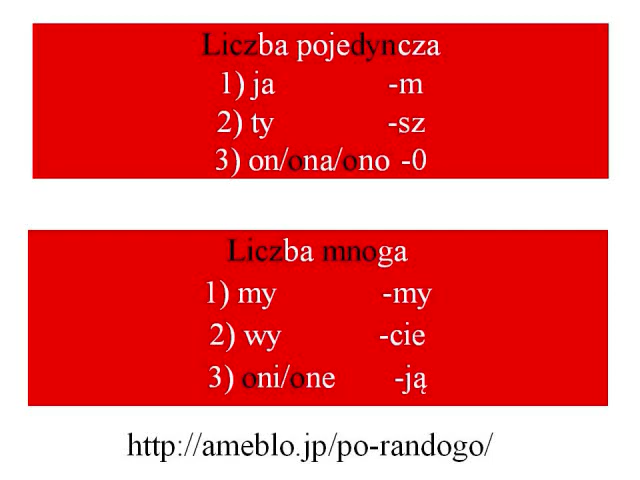 Liczba pojedyncza
1) ja -m
2) ty -sz
3) on/ona/ono -0
Liczba mnoga
1) my -my
2) wy -cie
3) oni/one -ją
http://ameblo.jp/po-randogo/